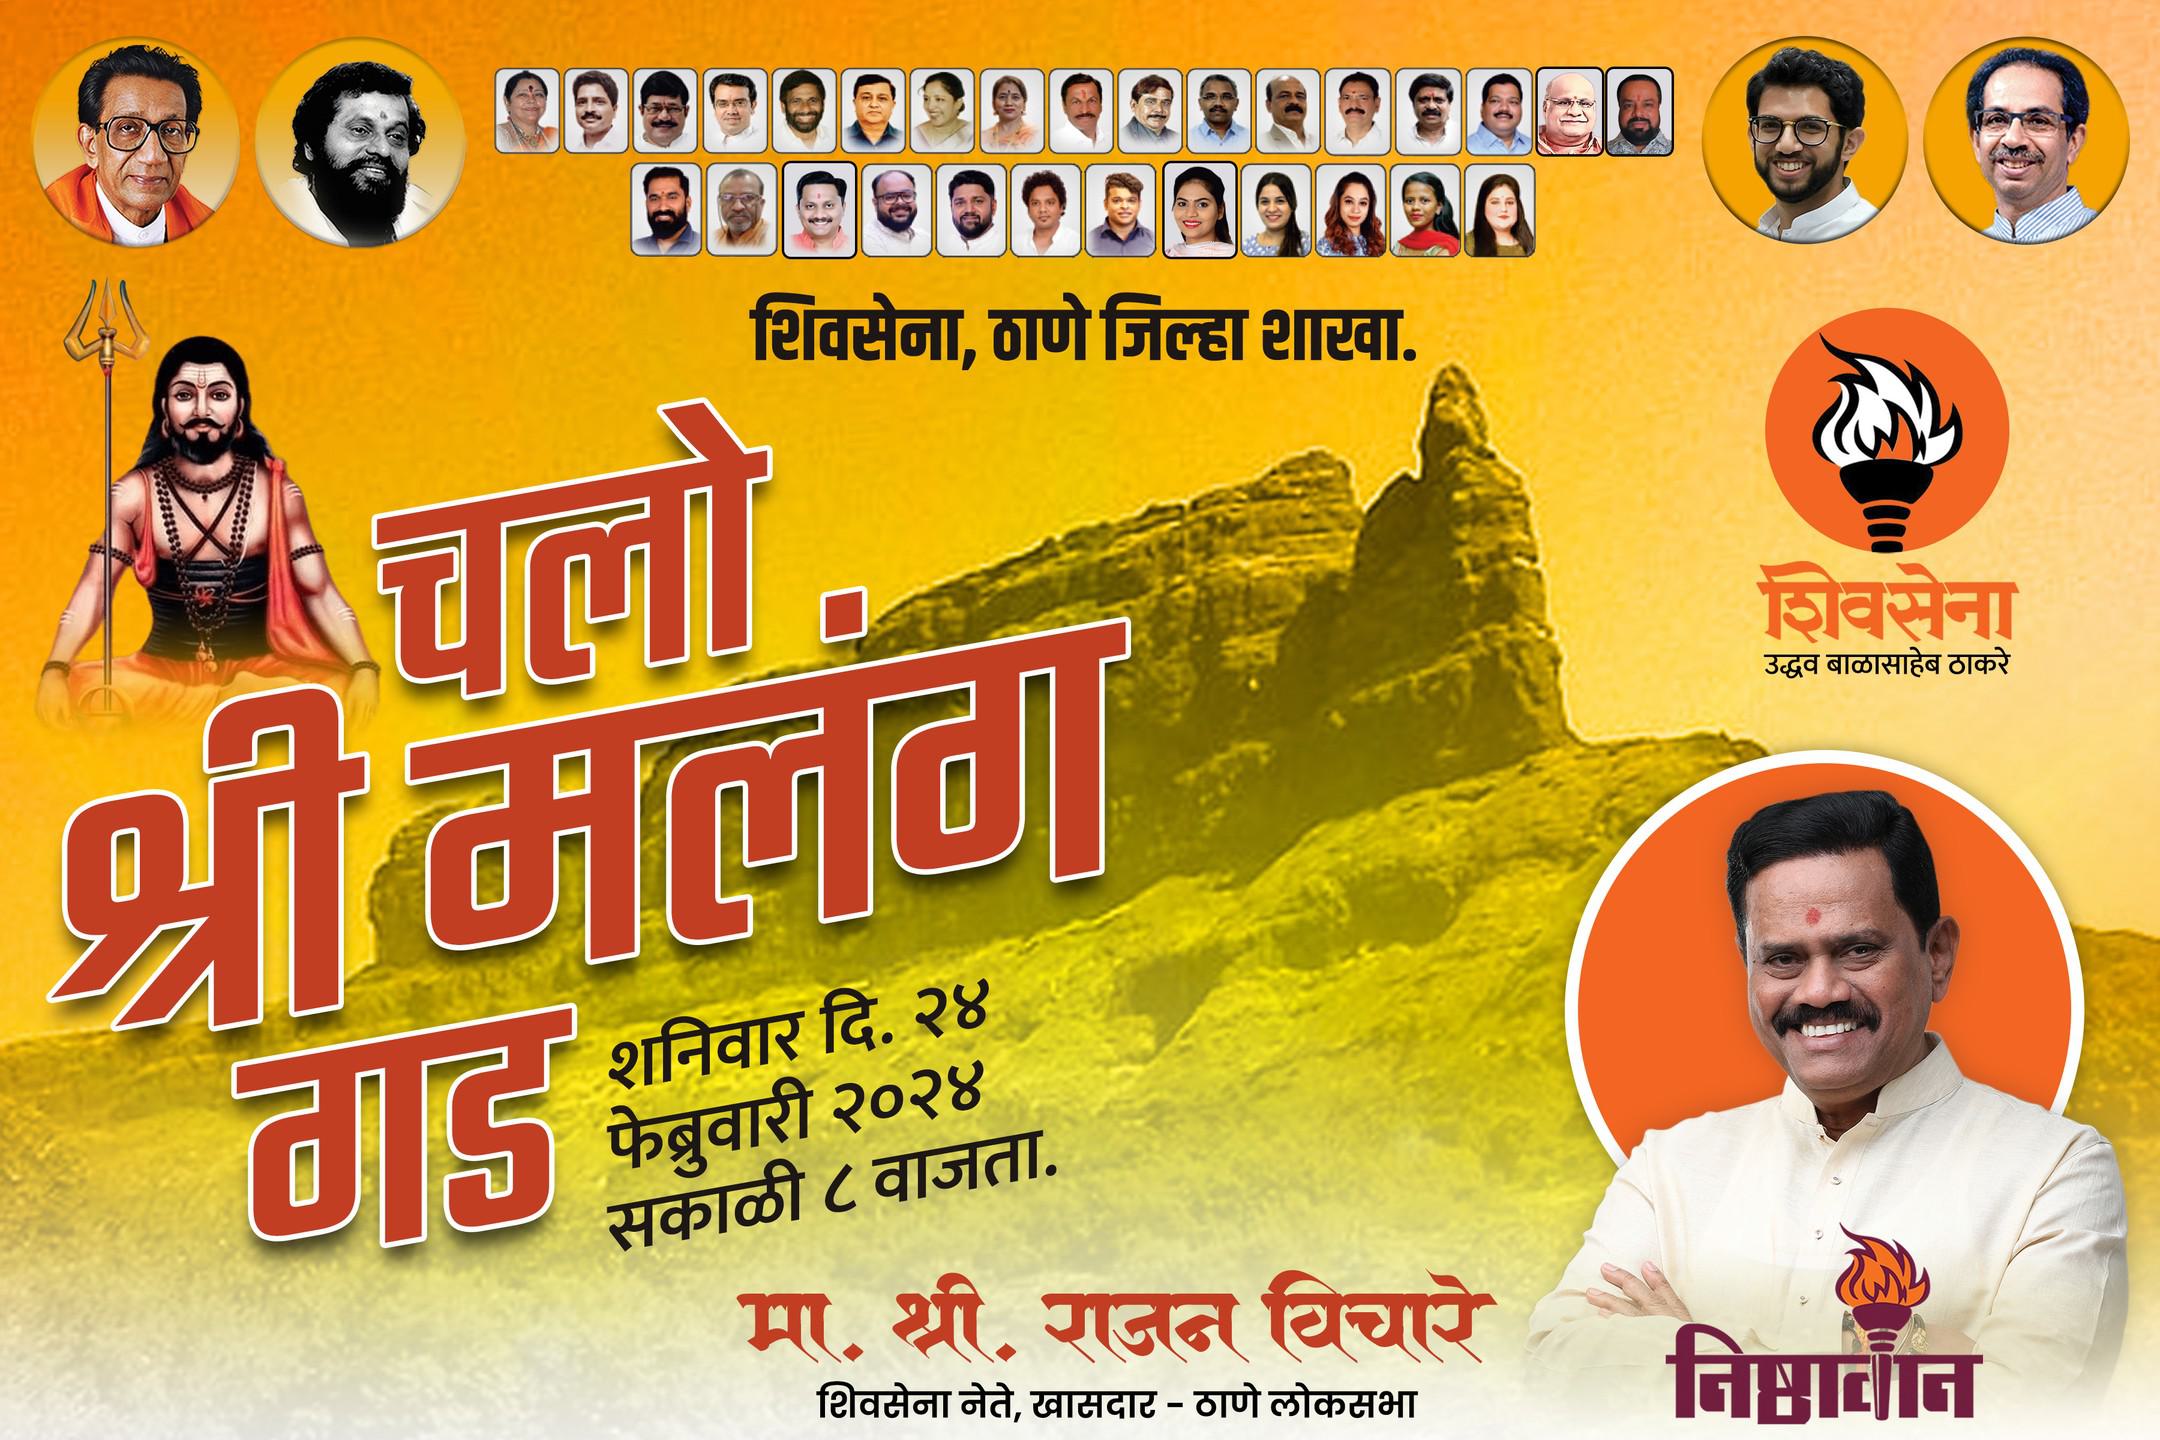 शिवसेना, ठाणे जिल्हा शाखा.
चलो
श्री मलंग
गड
शनिवार दि. २४
फेब्रुवारी २०२४
सकाळी ८ वाजता.
शिवसेना
उद्धव बाळासाहेब ठाकरे
मा. श्री. राजन विचारे
शिवसेना नेते, खासदार - ठाणे लोकसभा
निष्ठावान